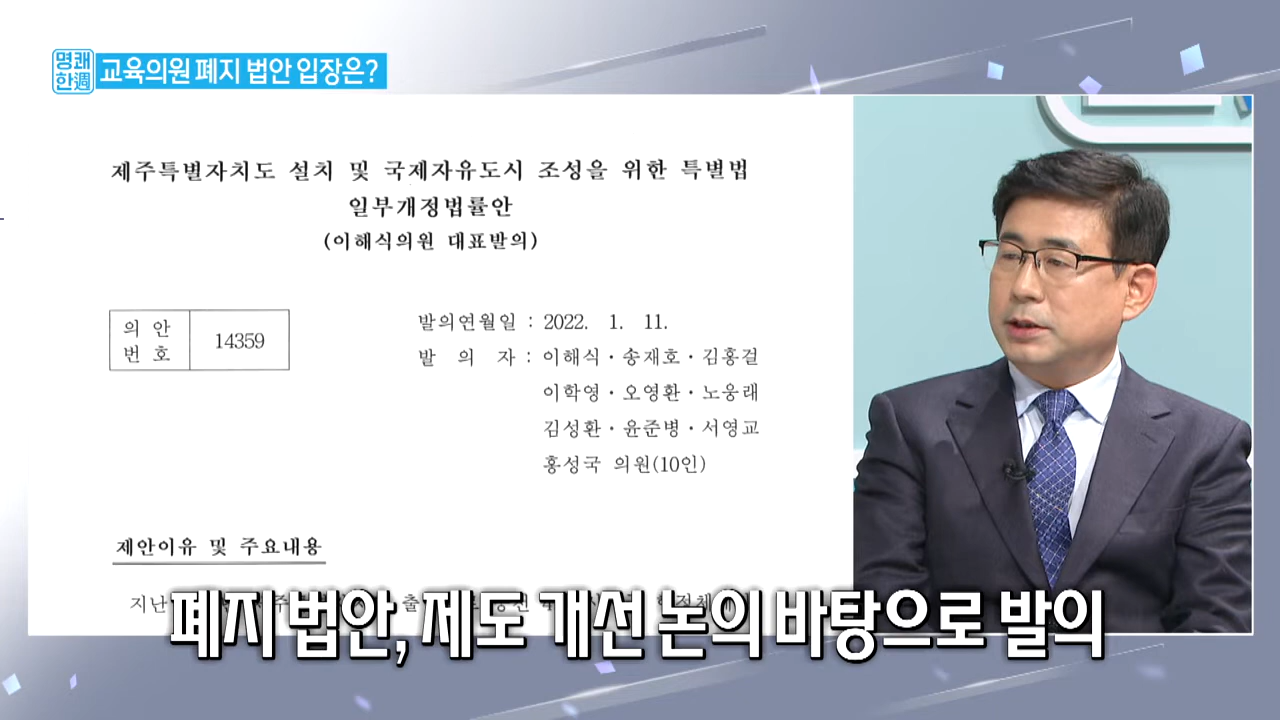 명쾌
한週
교육의원 폐지 법안 입장은?
제주특별자치도 설치 및 국제자유도시 조성을 위한 특별법
일부개정법률안
(이해식의원 대표발의)
의 안
번 호
14359
발의연월일 : 2022. 1. 11.
발 의 자 : 이해식·송재호·김홍걸
이학영·오영환·노웅래
김성환·윤준병·서영교
홍성국 의원(10인)
제안이유 및 주요내용
지난
폐지 법안, 제도 개선 논의 바탕으로 발의